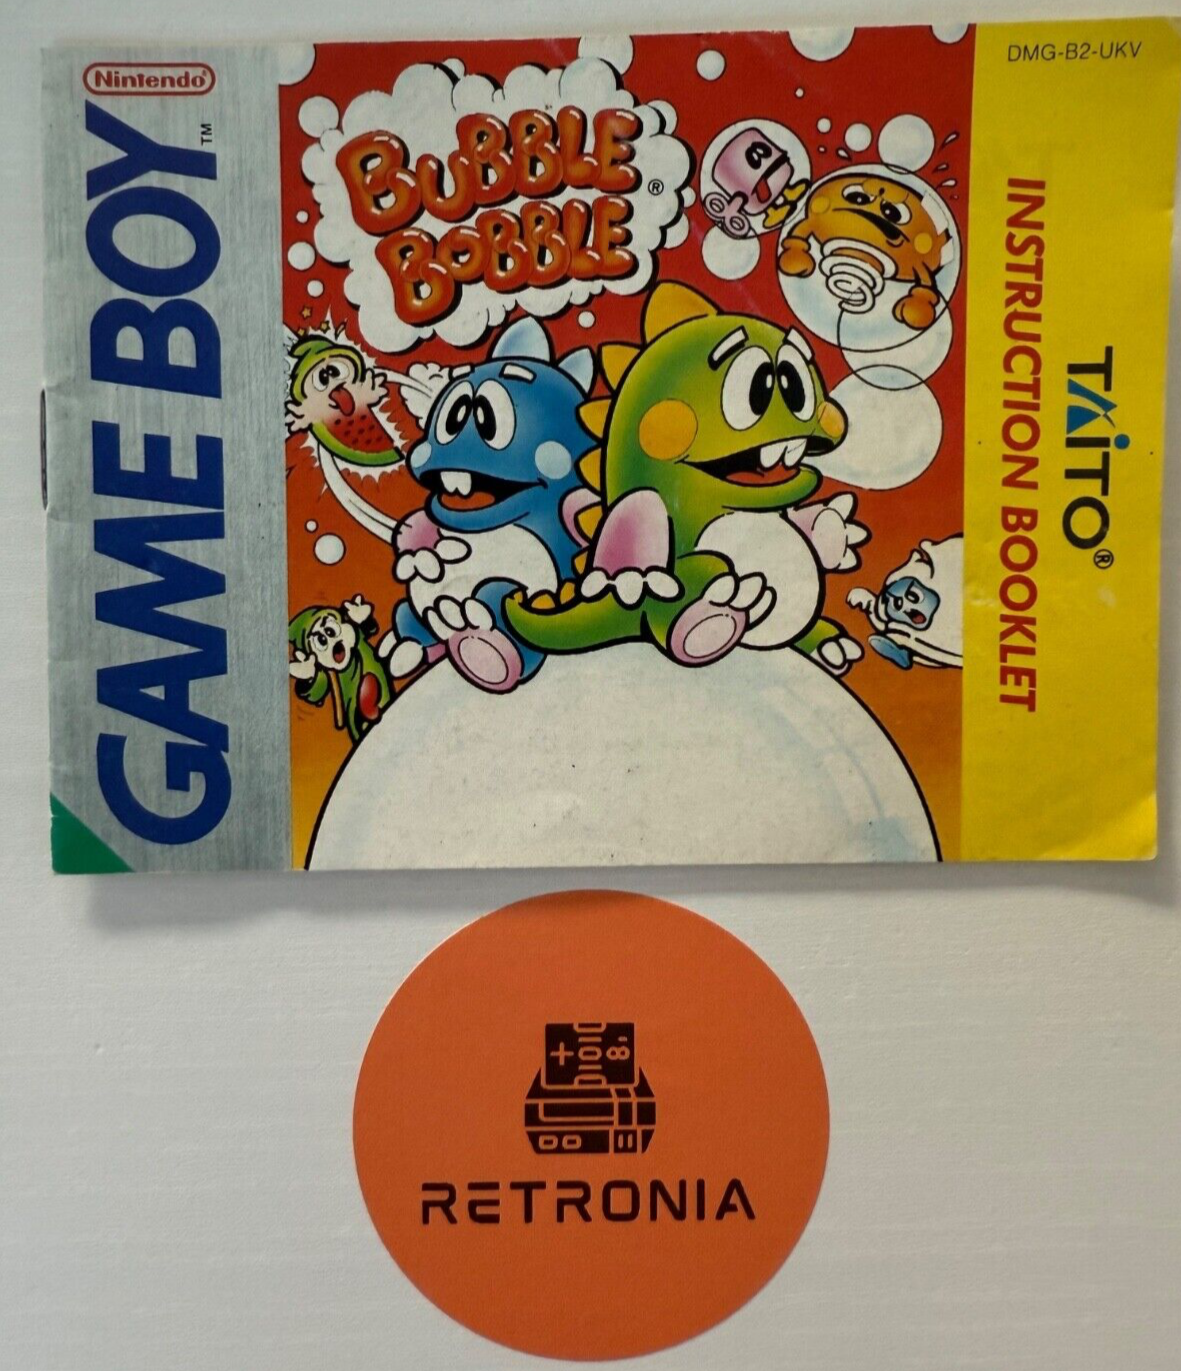 Nintendo®
GAME BOY™
BUBBLE
BOBBLE®
DMG-B2-UKV
TAITO®
INSTRUCTION BOOKLET
RETRONIA